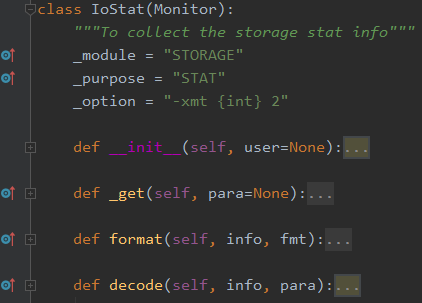 class IoStat(Monitor):
"""To collect the storage stat info"""
_module = "STORAGE"
_purpose = "STAT"
_option = "-xmt {int} 2"
def __init__(self, user=None):...
def _get(self, para=None):...
def format(self, info, fmt):...
def decode(self, info, para):...